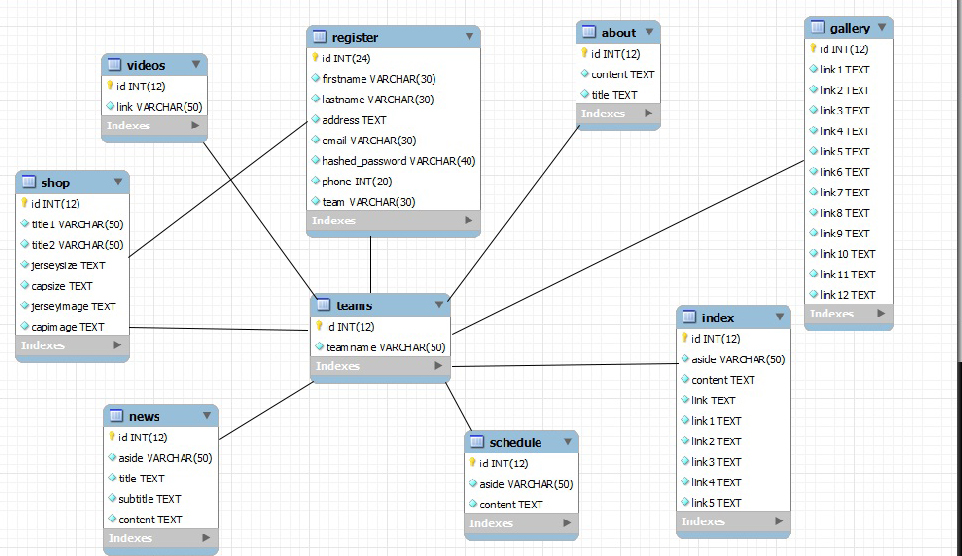 videos
id INT(12)
link VARCHAR(50)
Indexes
register
id INT(24)
firstname VARCHAR(30)
lastname VARCHAR(30)
address TEXT
email VARCHAR(30)
hashed_password VARCHAR(40)
phone INT(20)
team VARCHAR(30)
Indexes
about
id INT(12)
content TEXT
title TEXT
Indexes
gallery
id INT(12)
link1 TEXT
link2 TEXT
link3 TEXT
link4 TEXT
link5 TEXT
link6 TEXT
link7 TEXT
link8 TEXT
link9 TEXT
link10 TEXT
link11 TEXT
link12 TEXT
Indexes
shop
id INT(12)
title1 VARCHAR(50)
title2 VARCHAR(50)
jerseysize TEXT
capsize TEXT
jerseyimage TEXT
capimage TEXT
Indexes
teams
id INT(12)
teamname VARCHAR(50)
Indexes
index
id INT(12)
aside VARCHAR(50)
content TEXT
link TEXT
link1 TEXT
link2 TEXT
link3 TEXT
link4 TEXT
link5 TEXT
Indexes
news
id INT(12)
aside VARCHAR(50)
title TEXT
subtitle TEXT
content TEXT
Indexes
schedule
id INT(12)
aside VARCHAR(50)
content TEXT
Indexes